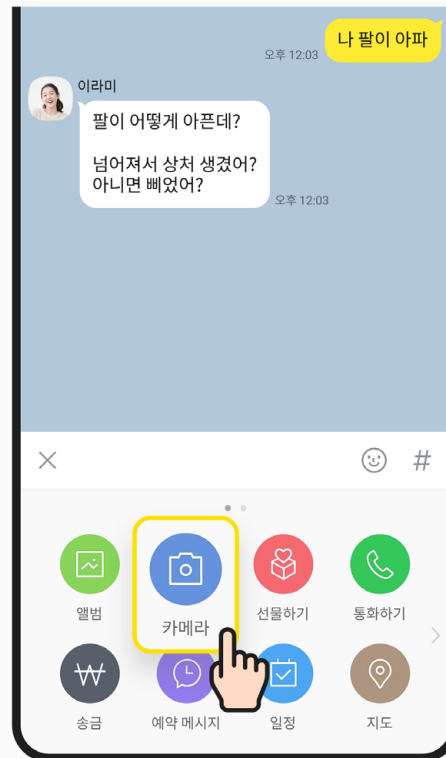 나 팔이 아파
오후 12:03
이라미
팔이 어떻게 아픈데?
넘어져서 상처 생겼어?
아니면 삐었어?
오후 12:03
#
앨범
카메라
선물하기
통화하기
송금
예약 메시지
일정
지도